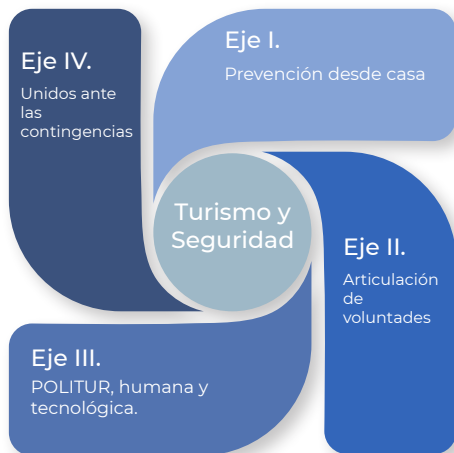 Eje I.
Prevención desde casa
Eje IV.
Unidos ante
las
contingencias
Turismo y
Seguridad
Eje II.
Articulación
de
voluntades
Eje III.
POLITUR, humana y
tecnológica.